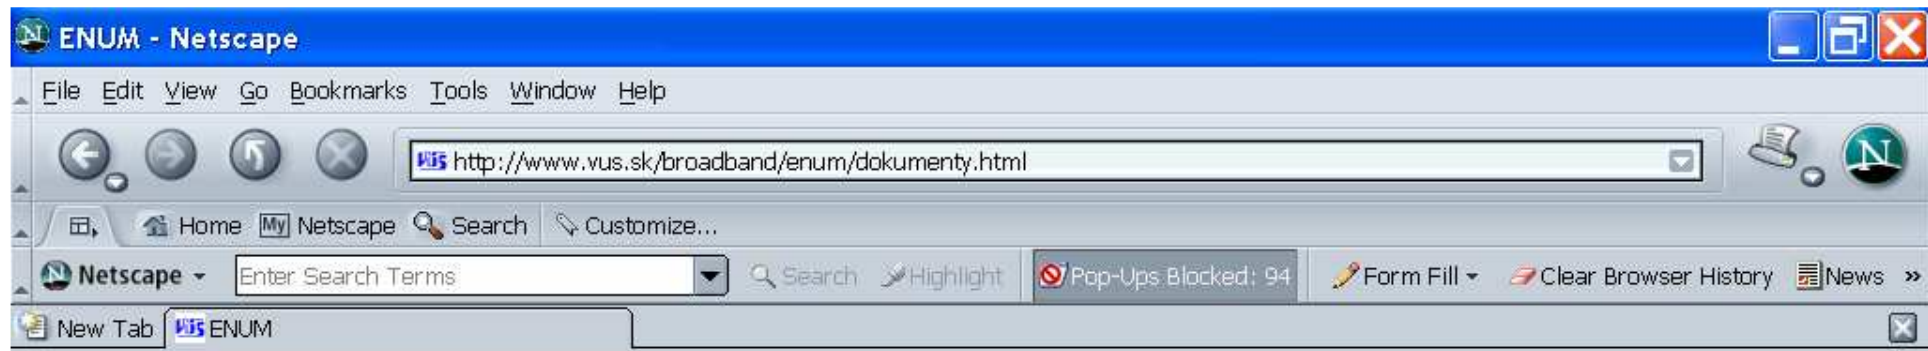 ENUM - Netscape
File Edit View Go Bookmarks Tools Window Help
http://www.vus.sk/broadband/enum/dokumenty.html
N
Home My Netscape Search Customize...
Netscape Enter Search Terms Search Highlight Pop-Ups Blocked: 94 Form Fill Clear Browser History News »
New Tab ENUM